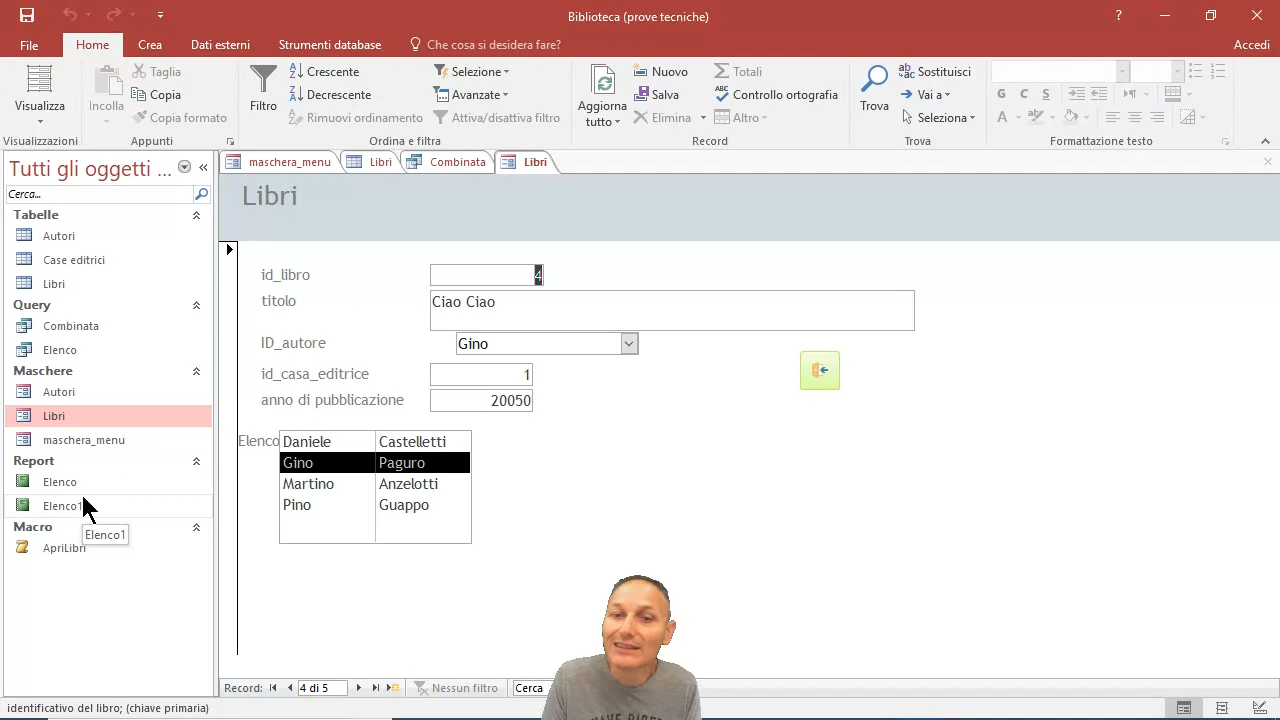 Biblioteca (prove tecniche)
?
File Home Crea Dati esterni Strumenti database Che cosa si desidera fare? Accedi
Visualizza
Visualizzazioni
Incolla
Taglia
Copia
Copia formato
Appunti
Filtro
Crescente
Decrescente
Rimuovi ordinamento
Selezione
Avanzate
Attiva/disattiva filtro
Ordina e filtra
Aggiorna
tutto
Nuovo
Salva
Elimina
Totali
Controllo ortografia
Altro
Record
Trova
Sostituisci
Vai a
Seleziona
Trova
G C S
A
Formattazione testo
Tutti gli oggetti ...
Cerca...
Tabelle
Autori
Case editrici
Libri
Query
Combinata
Elenco
Maschere
Autori
Libri
maschera_menu
Report
Elenco
Elenco1
Elenco1
Macro
ApriLibri
maschera_menu Libri Combinata Libri
Libri
id_libro 4
titolo Ciao Ciao
ID_autore Gino
id_casa_editrice 1
anno di pubblicazione 20050
Elenco Daniele Castelletti
Gino Paguro
Martino Anzelotti
Pino Guappo
Record: 4 di 5 Nessun filtro Cerca
identificativo del libro; (chiave primaria)